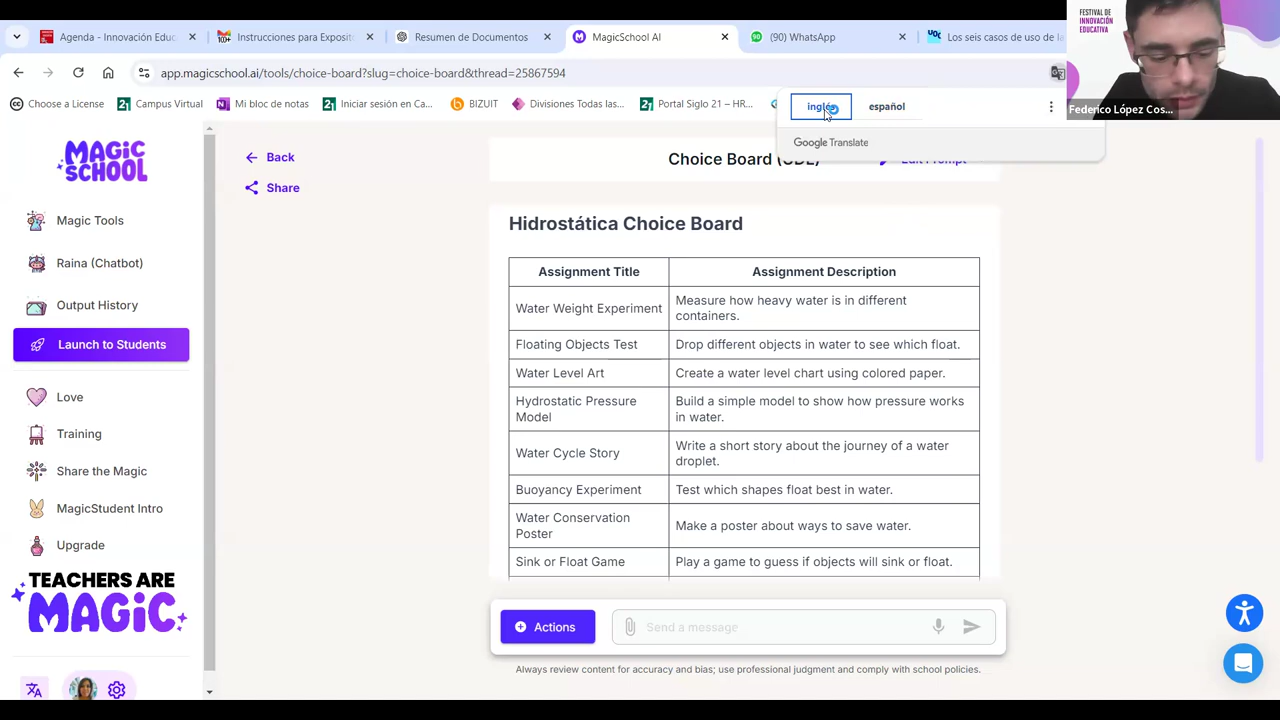 Agenda - Innovación Educ
Instrucciones para Exposit
Resumen de Documentos
MagicSchool AI
(90) WhatsApp
Los seis casos de uso de la
FESTIVAL DE
INNOVACIÓN
EDUCATIVA
app.magicschool.ai/tools/choice-board?slug=choice-board&thread=25867594
Choose a License
Campus Virtual
Mi bloc de notas
Iniciar sesión en Ca...
BIZUIT
Divisiones Todas las...
Portal Siglo 21 – HR...
Federico López Cos...
inglés
español
Google Translate
MAGIC
SCHOOL
Magic Tools
Raina (Chatbot)
Output History
Launch to Students
Love
Training
Share the Magic
MagicStudent Intro
Upgrade
TEACHERS ARE
MAGIC
Back
Share
Choice Board (UDL)
Edit Prompt
Hidrostática Choice Board
Assignment Title
Assignment Description
Water Weight Experiment
Measure how heavy water is in different
containers.
Floating Objects Test
Drop different objects in water to see which float.
Water Level Art
Create a water level chart using colored paper.
Hydrostatic Pressure
Model
Build a simple model to show how pressure works
in water.
Water Cycle Story
Write a short story about the journey of a water
droplet.
Buoyancy Experiment
Test which shapes float best in water.
Water Conservation
Poster
Make a poster about ways to save water.
Sink or Float Game
Play a game to guess if objects will sink or float.
Actions
Send a message
Always review content for accuracy and bias; use professional judgment and comply with school policies.